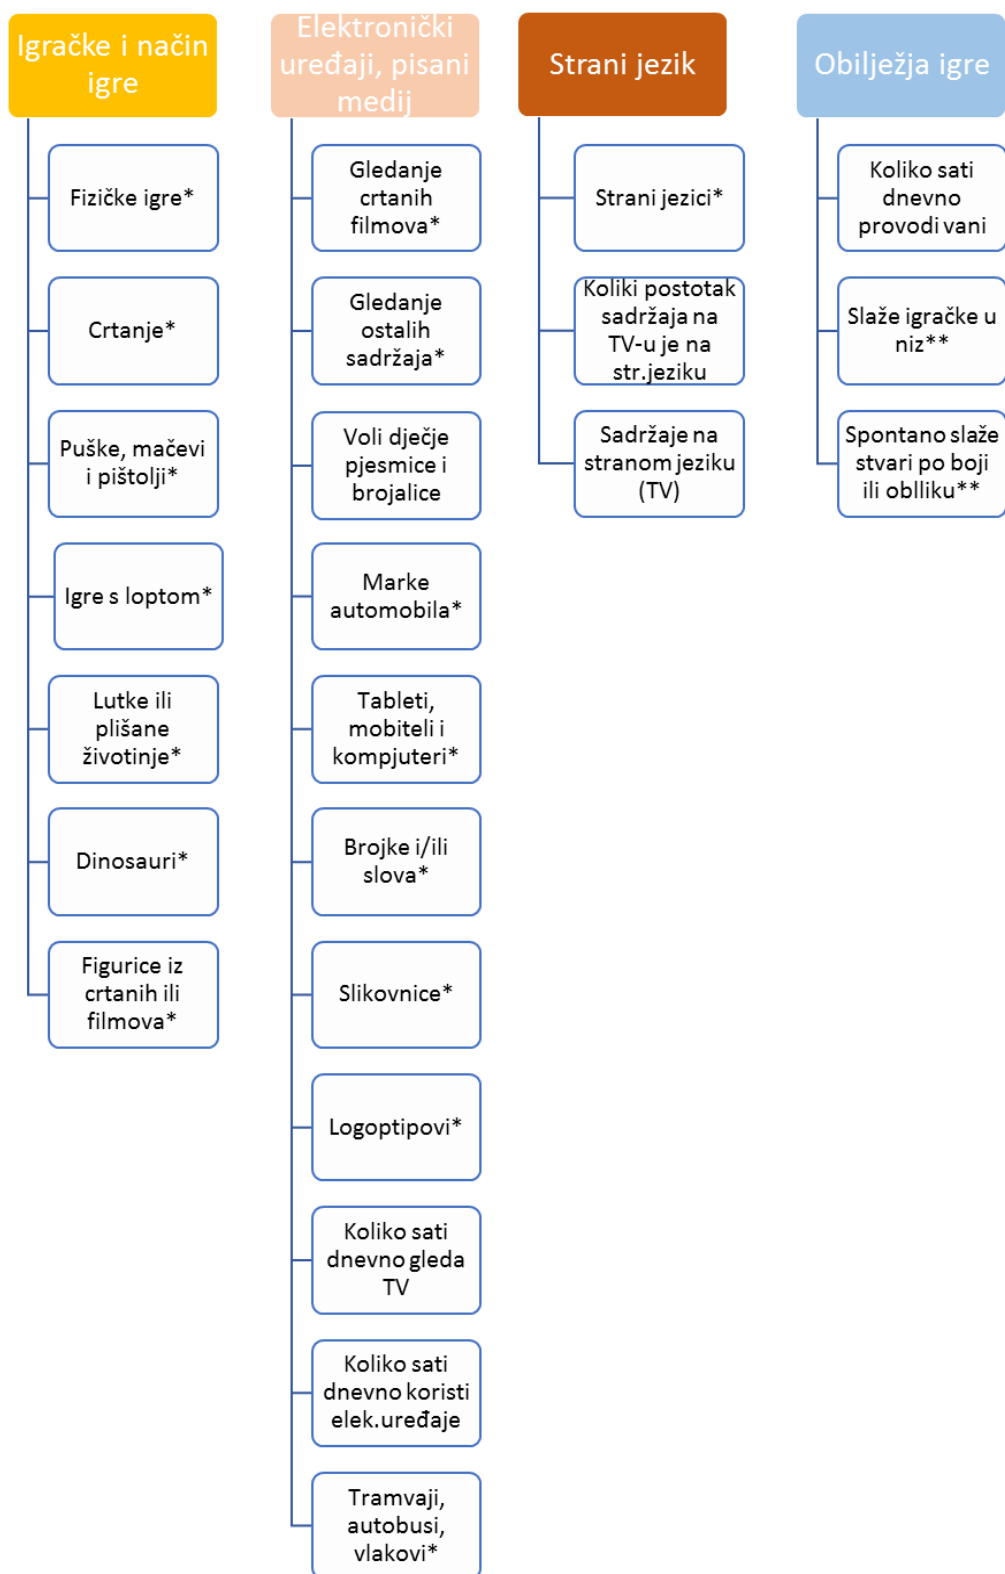 Igračke i način
igre
Fizičke igre*
Crtanje*
Puške, mačevi
i pištolji*
Igre s loptom*
Lutke ili
plišane
životinje*
Dinosauri*
Figurice iz
crtanih ili
filmova*
Elektronički
uređaji, pisani
medij
Gledanje
crtanih
filmova*
Gledanje
ostalih
sadržaja*
Voli dječje
pjesmice i
brojalice
Marke
automobila*
Tableti,
mobiteli i
kompjuteri*
Brojke i/ili
slova*
Slikovnice*
Logoptipovi*
Koliko sati
dnevno gleda
TV
Koliko sati
dnevno koristi
elek.uređaje
Tramvaji,
autobusi,
vlakovi*
Strani jezik
Strani jezici*
Koliki postotak
sadržaja na
TV-u je na
str.jeziku
Sadržaje na
stranom jeziku
(TV)
Obilježja igre
Koliko sati
dnevno
provodi vani
Slaže igračke u
niz**
Spontano slaže
stvari po boji
ili oblliku**